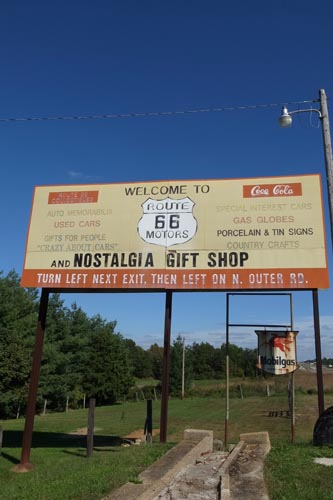 WELCOME TO
Coca-Cola
ROUTE
66
MOTORS
AUTO MEMORABILIA
USED CARS
GIFTS FOR PEOPLE
"CRAZY ABOUT CARS"
SPECIAL INTEREST CARS
GAS GLOBES
PORCELAIN & TIN SIGNS
COUNTRY CRAFTS
AND NOSTALGIA GIFT SHOP
TURN LEFT NEXT EXIT, THEN LEFT ON N. OUTER RD.
Mobilgas